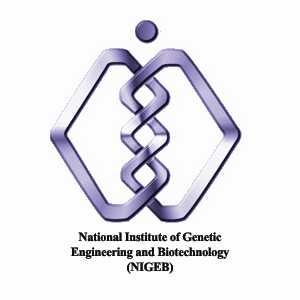 National Institute of Genetic
Engineering and Biotechnology
(NIGEB)